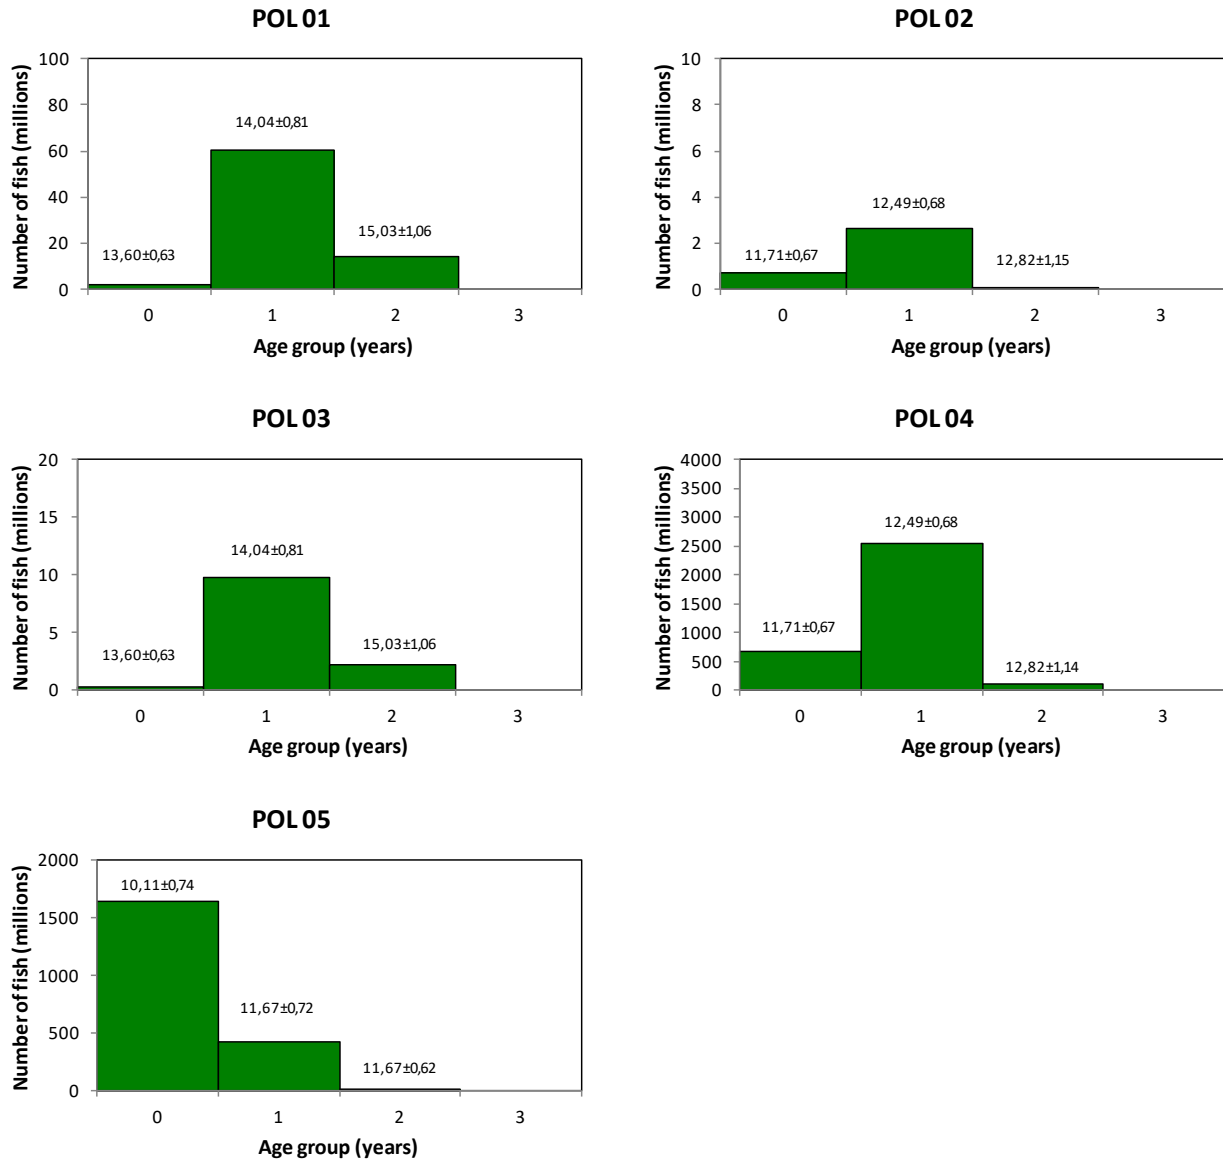 POL 01
Number of fish (millions)
100
80
60
40
20
0
13,60±0,63
14,04±0,81
15,03±1,06
0 1 2 3
Age group (years)
POL 02
Number of fish (millions)
10
8
6
4
2
0
11,71±0,67
12,49±0,68
12,82±1,15
0 1 2 3
Age group (years)
POL 03
Number of fish (millions)
20
15
10
5
0
13,60±0,63
14,04±0,81
15,03±1,06
0 1 2 3
Age group (years)
POL 04
Number of fish (millions)
4000
3500
3000
2500
2000
1500
1000
500
0
11,71±0,67
12,49±0,68
12,82±1,14
0 1 2 3
Age group (years)
POL 05
Number of fish (millions)
2000
1500
1000
500
0
10,11±0,74
11,67±0,72
11,67±0,62
0 1 2 3
Age group (years)